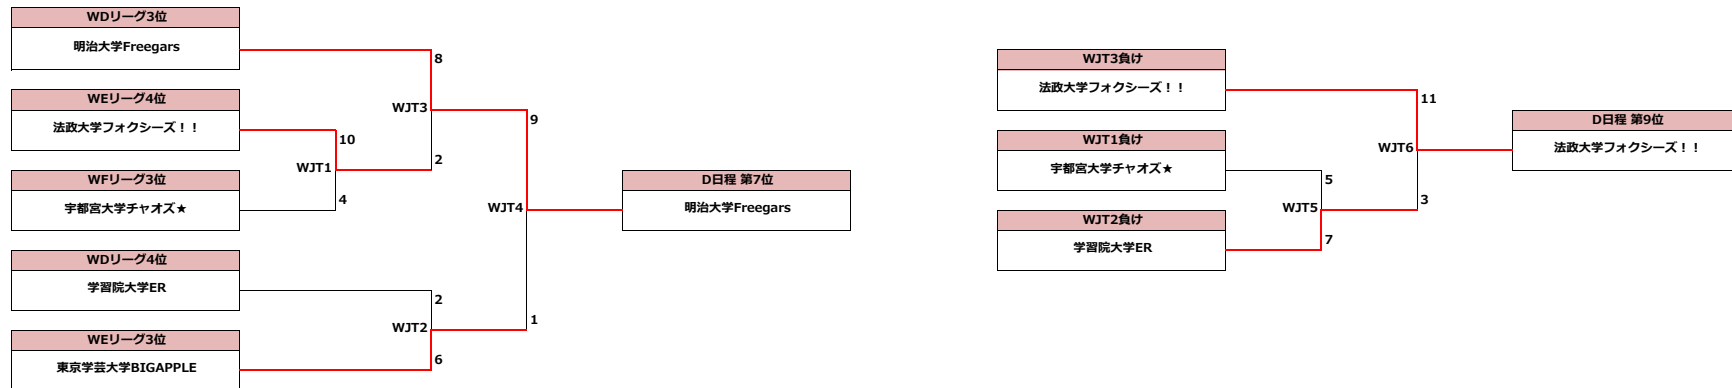 WDリーグ3位
明治大学Freegars
8
WEリーグ4位
WJT3
法政大学フォクシーズ！！
9
10
WJT1
2
WFリーグ3位
宇都宮大学チャオズ★
4
WJT4
D日程 第7位
明治大学Freegars
WDリーグ4位
学習院大学ER
2
WJT2
1
WEリーグ3位
東京学芸大学BIGAPPLE
6
WJT3負け
法政大学フォクシーズ！！
11
WJT1負け
WJT6
宇都宮大学チャオズ★
5
WJT5
3
WJT2負け
学習院大学ER
7
D日程 第9位
法政大学フォクシーズ！！